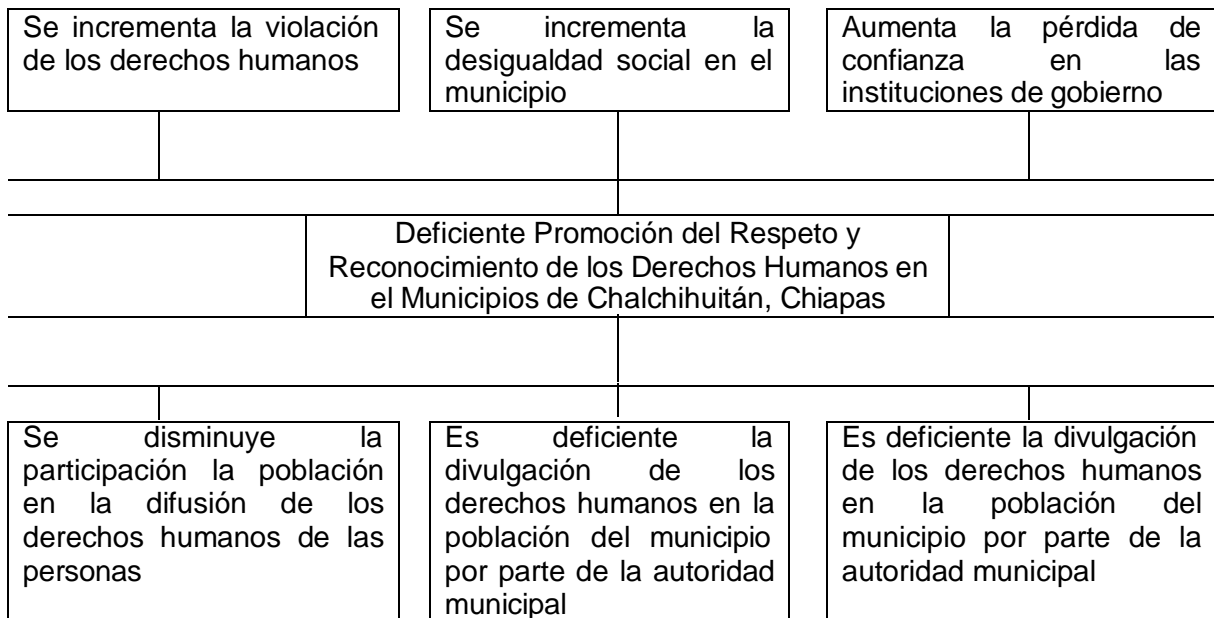 Se incrementa la violación
de los derechos humanos
Se incrementa la
desigualdad social en el
municipio
Aumenta la pérdida de
confianza en las
instituciones de gobierno
Deficiente Promoción del Respeto y
Reconocimiento de los Derechos Humanos en
el Municipios de Chalchihuitán, Chiapas
Se disminuye la
participación la población
en la difusión de los
derechos humanos de las
personas
Es deficiente la
divulgación de los
derechos humanos en la
población del municipio
por parte de la autoridad
municipal
Es deficiente la divulgación
de los derechos humanos
en la población del
municipio por parte de la
autoridad municipal